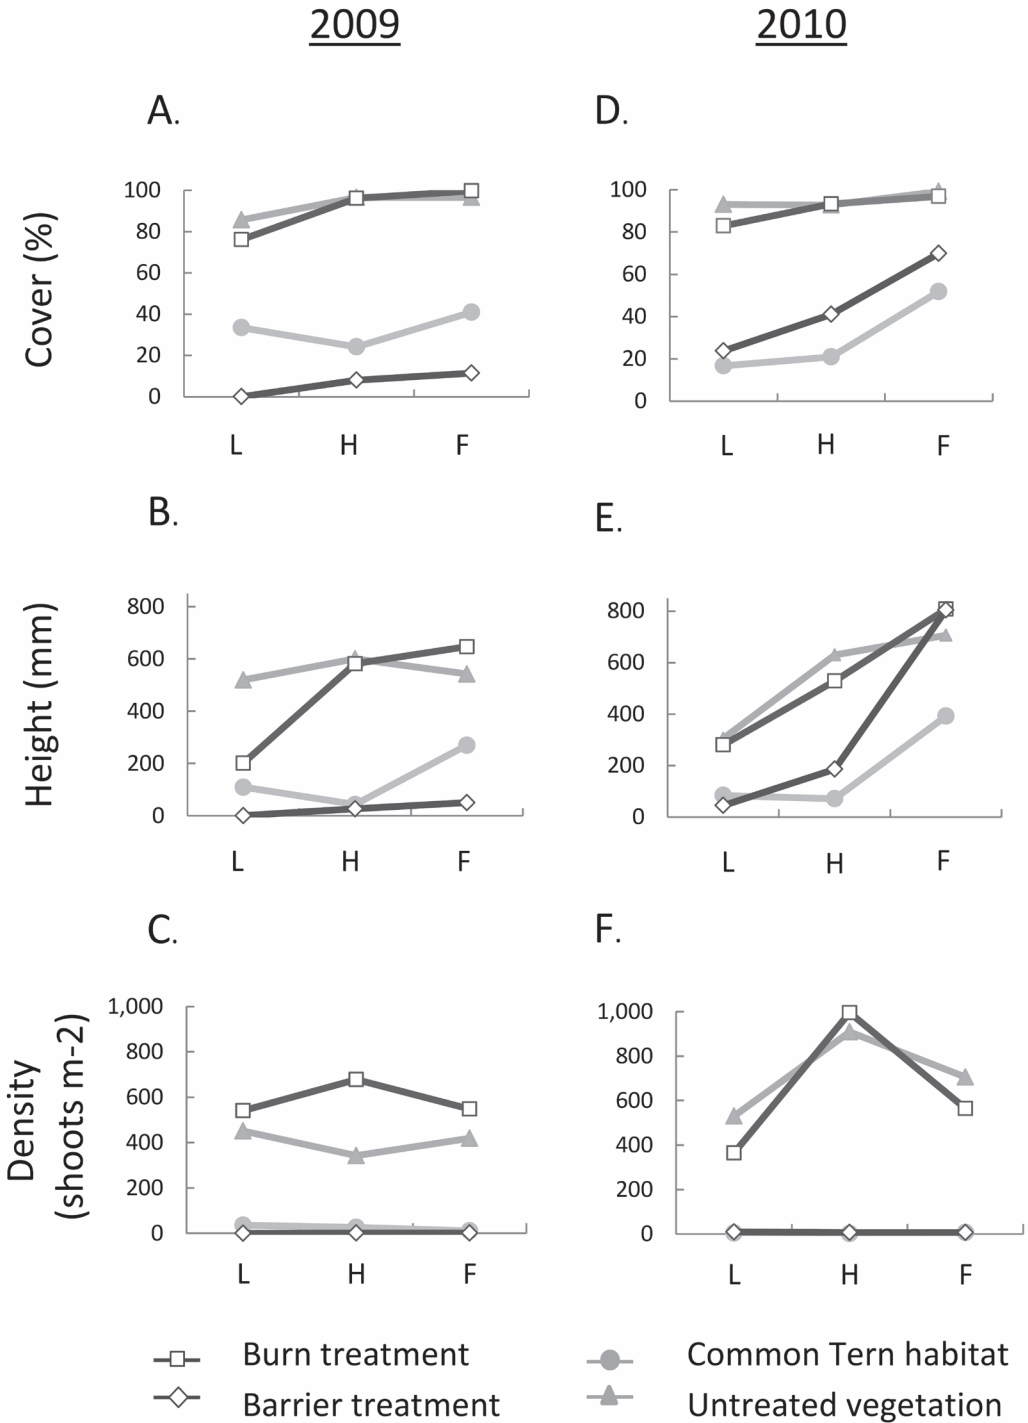 2009
2010
A.
D.
Cover (%)
100
80
60
40
20
0
L H F
100
80
60
40
20
0
L H F
B.
E.
Height (mm)
800
600
400
200
0
L H F
800
600
400
200
0
L H F
C.
F.
Density
(shoots m-2)
1,000
800
600
400
200
0
L H F
1,000
800
600
400
200
0
L H F
Burn treatment
Common Tern habitat
Barrier treatment
Untreated vegetation